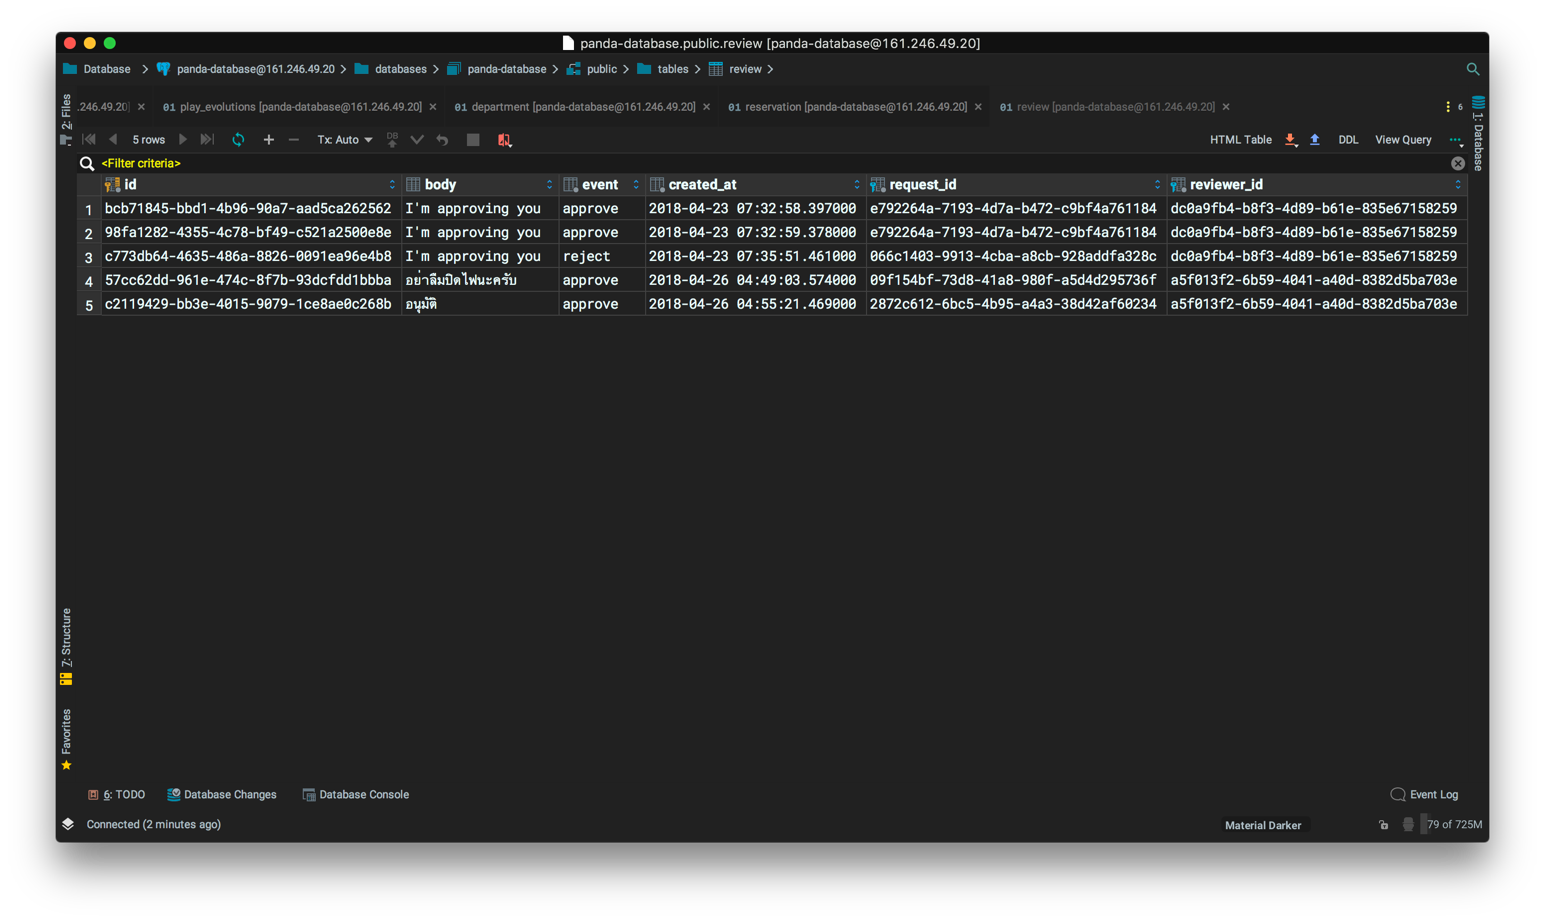 panda-database.public.review [panda-database@161.246.49.20]
Database panda-database@161.246.49.20 databases panda-database public tables review
.246.49.20] 01 play_evolutions [panda-database@161.246.49.20] 01 department [panda-database@161.246.49.20] 01 reservation [panda-database@161.246.49.20] 01 review [panda-database@161.246.49.20] 6
2: Files
1: Database
5 rows Tx: Auto DB HTML Table DDL View Query
<Filter criteria>
id body event created_at request_id reviewer_id
1 bcb71845-bbd1-4b96-90a7-aad5ca262562 I'm approving you approve 2018-04-23 07:32:58.397000 e792264a-7193-4d7a-b472-c9bf4a761184 dc0a9fb4-b8f3-4d89-b61e-835e67158259
2 98fa1282-4355-4c78-bf49-c521a2500e8e I'm approving you approve 2018-04-23 07:32:59.378000 e792264a-7193-4d7a-b472-c9bf4a761184 dc0a9fb4-b8f3-4d89-b61e-835e67158259
3 c773db64-4635-486a-8826-0091ea96e4b8 I'm approving you reject 2018-04-23 07:35:51.461000 066c1403-9913-4cba-a8cb-928addfa328c dc0a9fb4-b8f3-4d89-b61e-835e67158259
4 57cc62dd-961e-474c-8f7b-93dcfdd1bbba อย่าลืมปิดไฟนะครับ approve 2018-04-26 04:49:03.574000 09f154bf-73d8-41a8-980f-a5d4d295736f a5f013f2-6b59-4041-a40d-8382d5ba703e
5 c2119429-bb3e-4015-9079-1ce8ae0c268b อนุมัติ approve 2018-04-26 04:55:21.469000 2872c612-6bc5-4b95-a4a3-38d42af60234 a5f013f2-6b59-4041-a40d-8382d5ba703e
7: Structure
Favorites
6: TODO Database Changes Database Console Event Log
Connected (2 minutes ago) Material Darker 79 of 725M